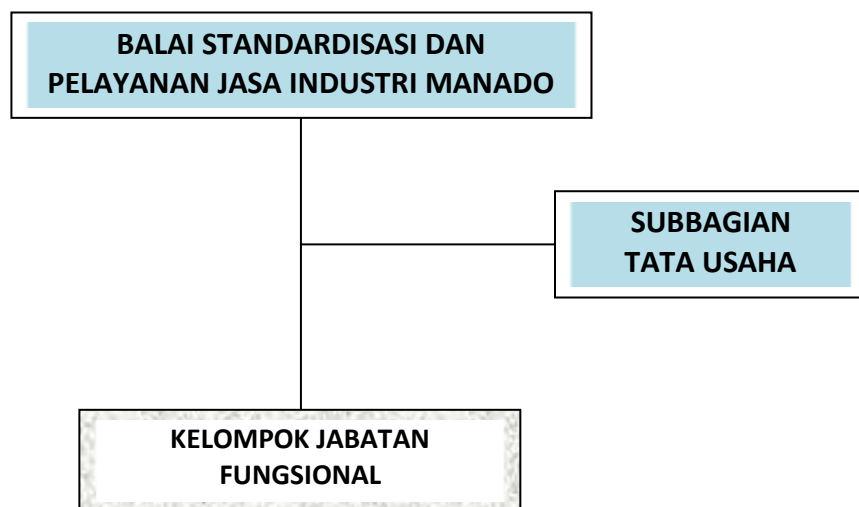 BALAI STANDARDISASI DAN
PELAYANAN JASA INDUSTRI MANADO
SUBBAGIAN
TATA USAHA
KELOMPOK JABATAN
FUNGSIONAL